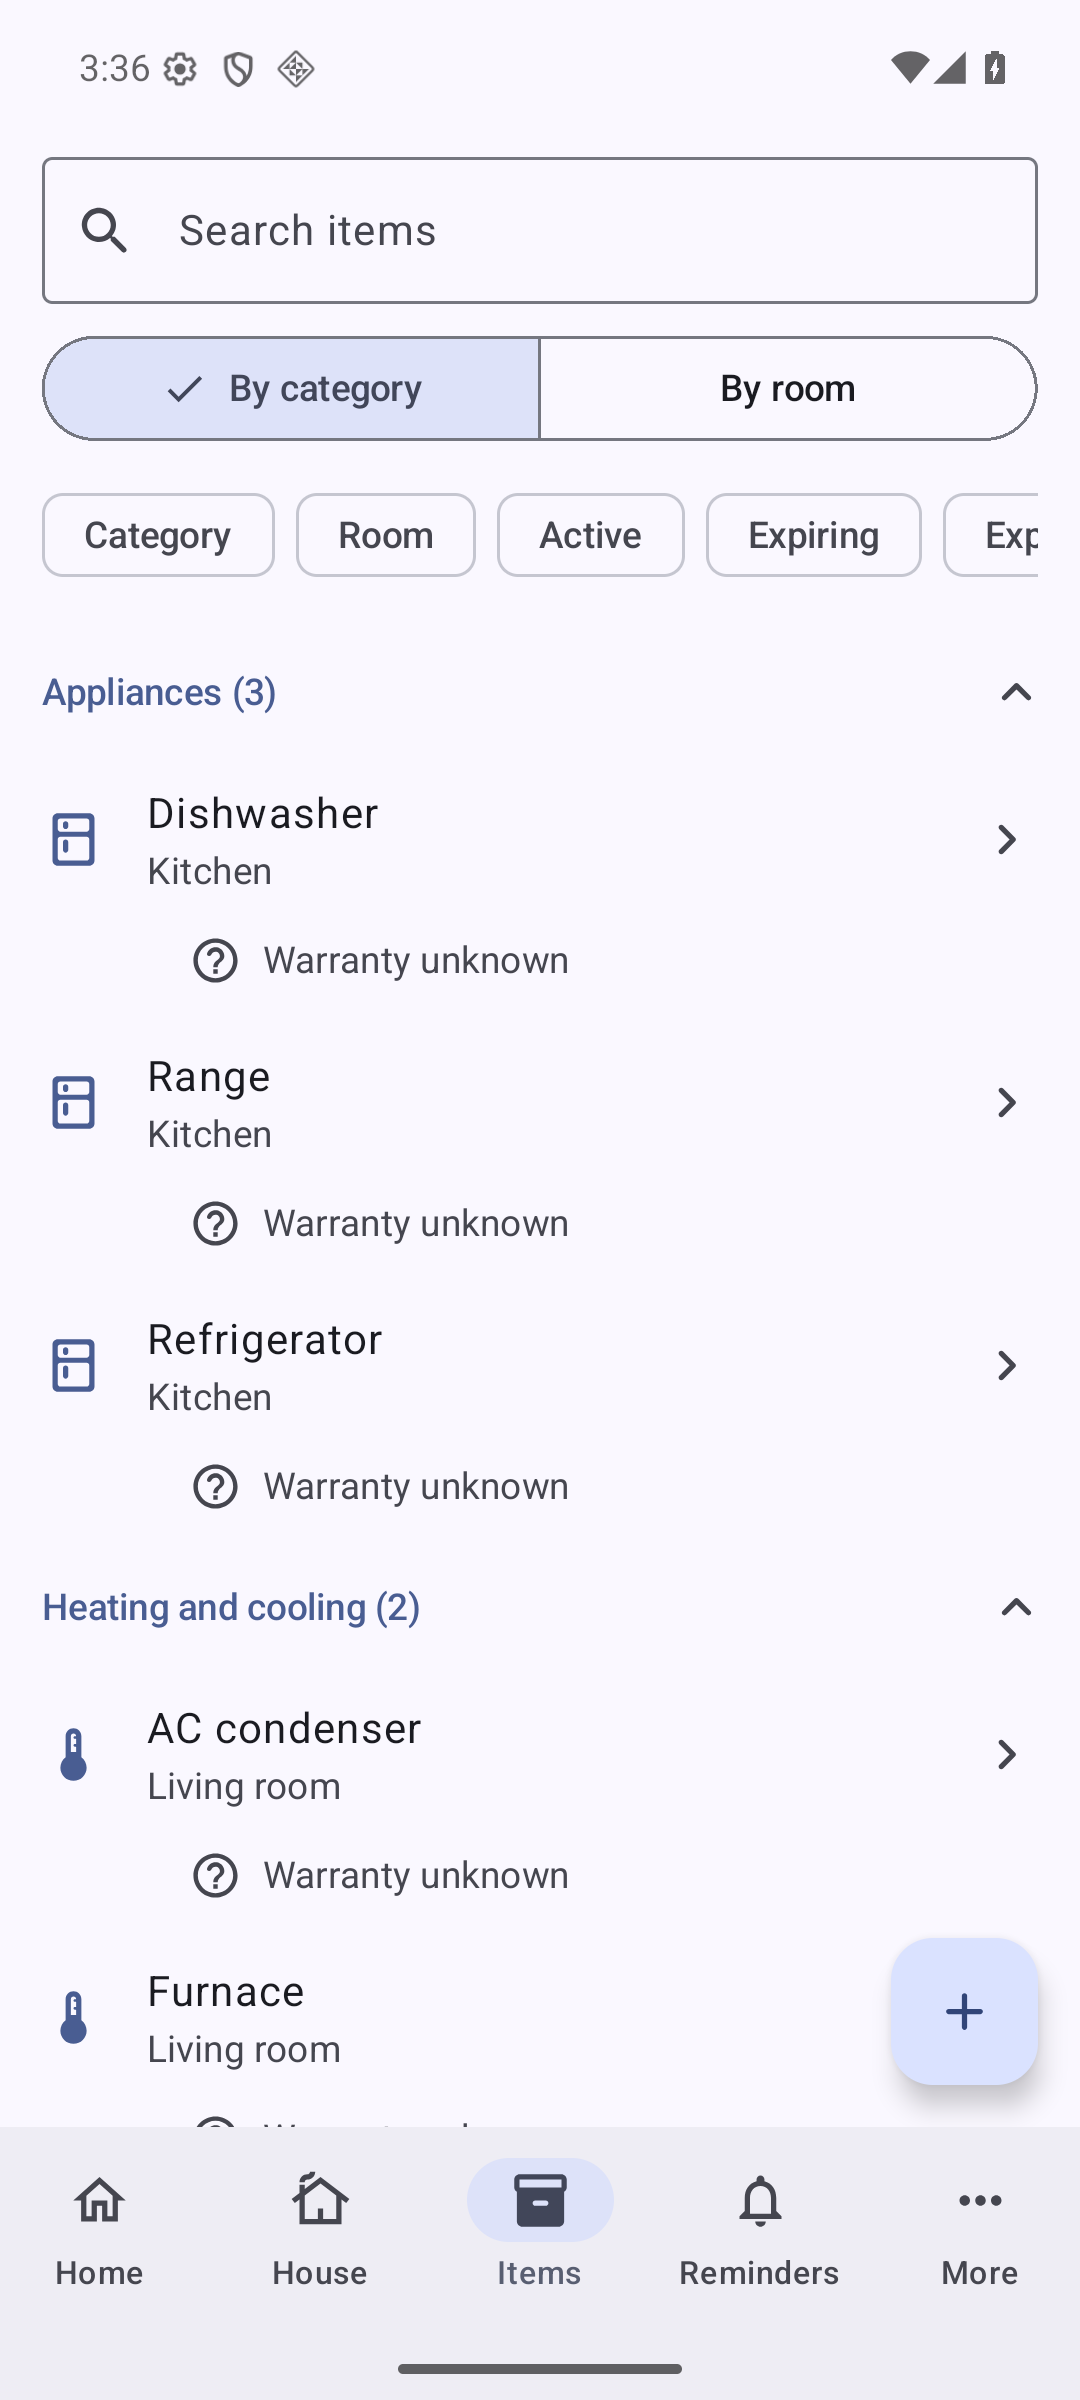 3:36
Search items
By category
By room
Category
Room
Active
Expiring
Exp
Appliances (3)
Dishwasher
Kitchen
Warranty unknown
Range
Kitchen
Warranty unknown
Refrigerator
Kitchen
Warranty unknown
Heating and cooling (2)
AC condenser
Living room
Warranty unknown
Furnace
Living room
Home
House
Items
Reminders
More